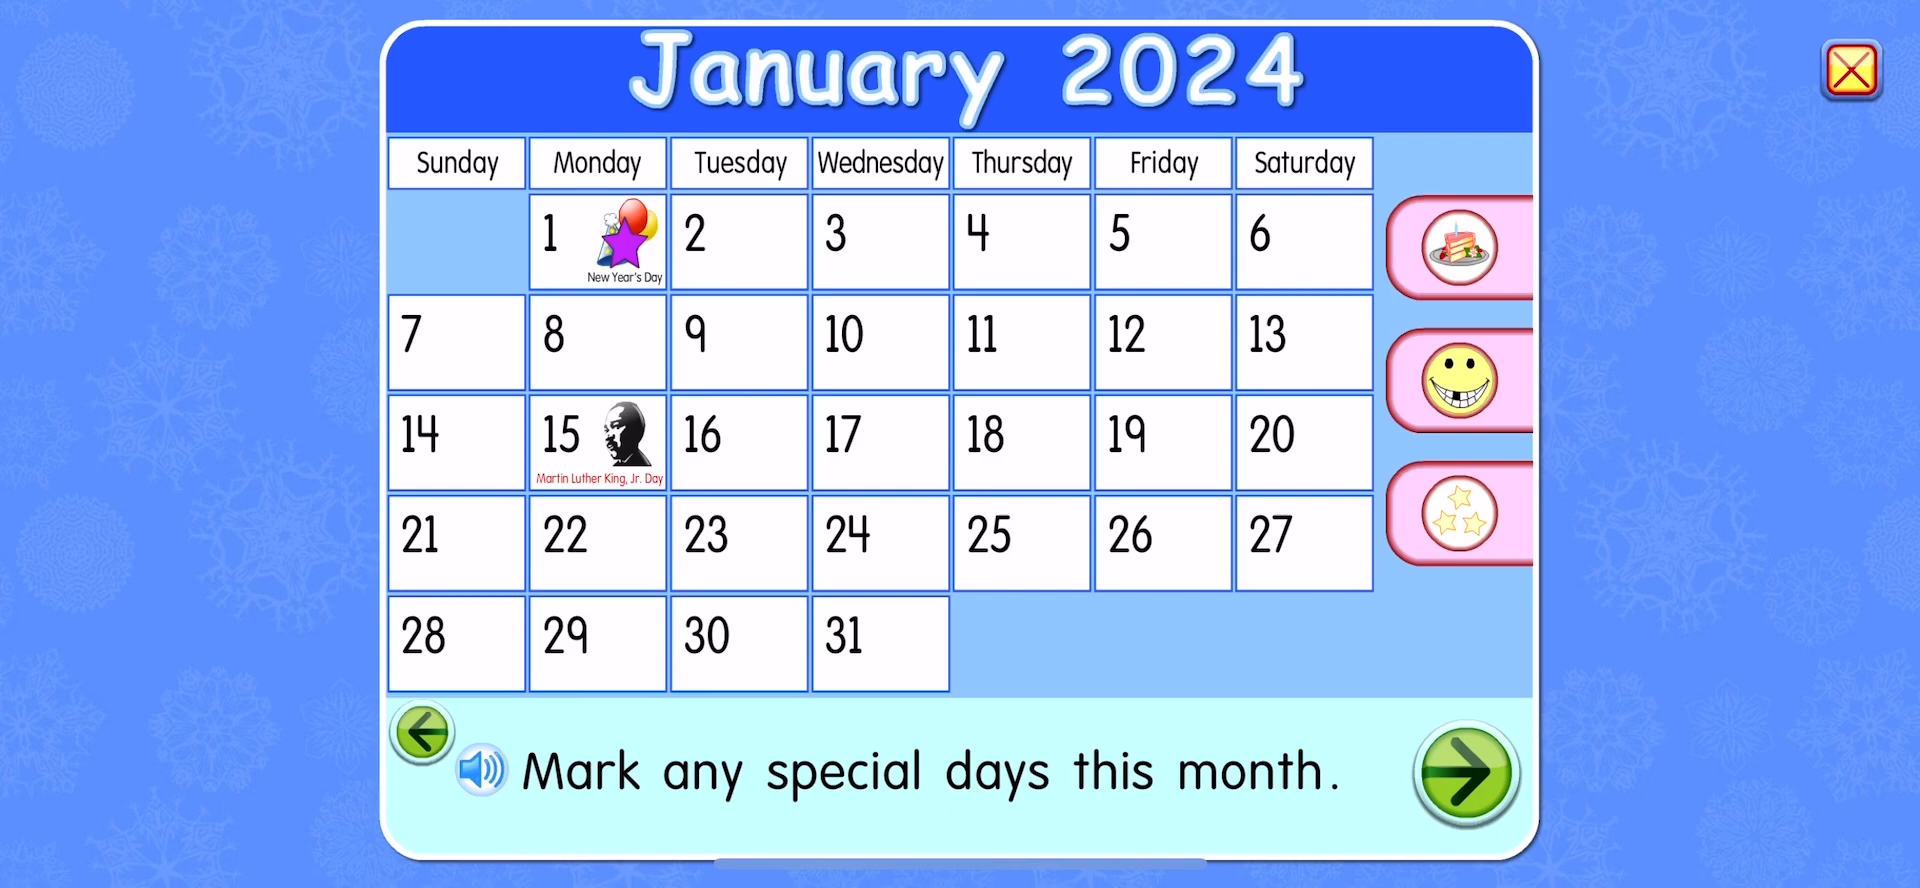 January 2024
Sunday Monday Tuesday Wednesday Thursday Friday Saturday
1 2 3 4 5 6
New Year's Day
7 8 9 10 11 12 13
14 15 16 17 18 19 20
Martin Luther King, Jr. Day
21 22 23 24 25 26 27
28 29 30 31
Mark any special days this month.